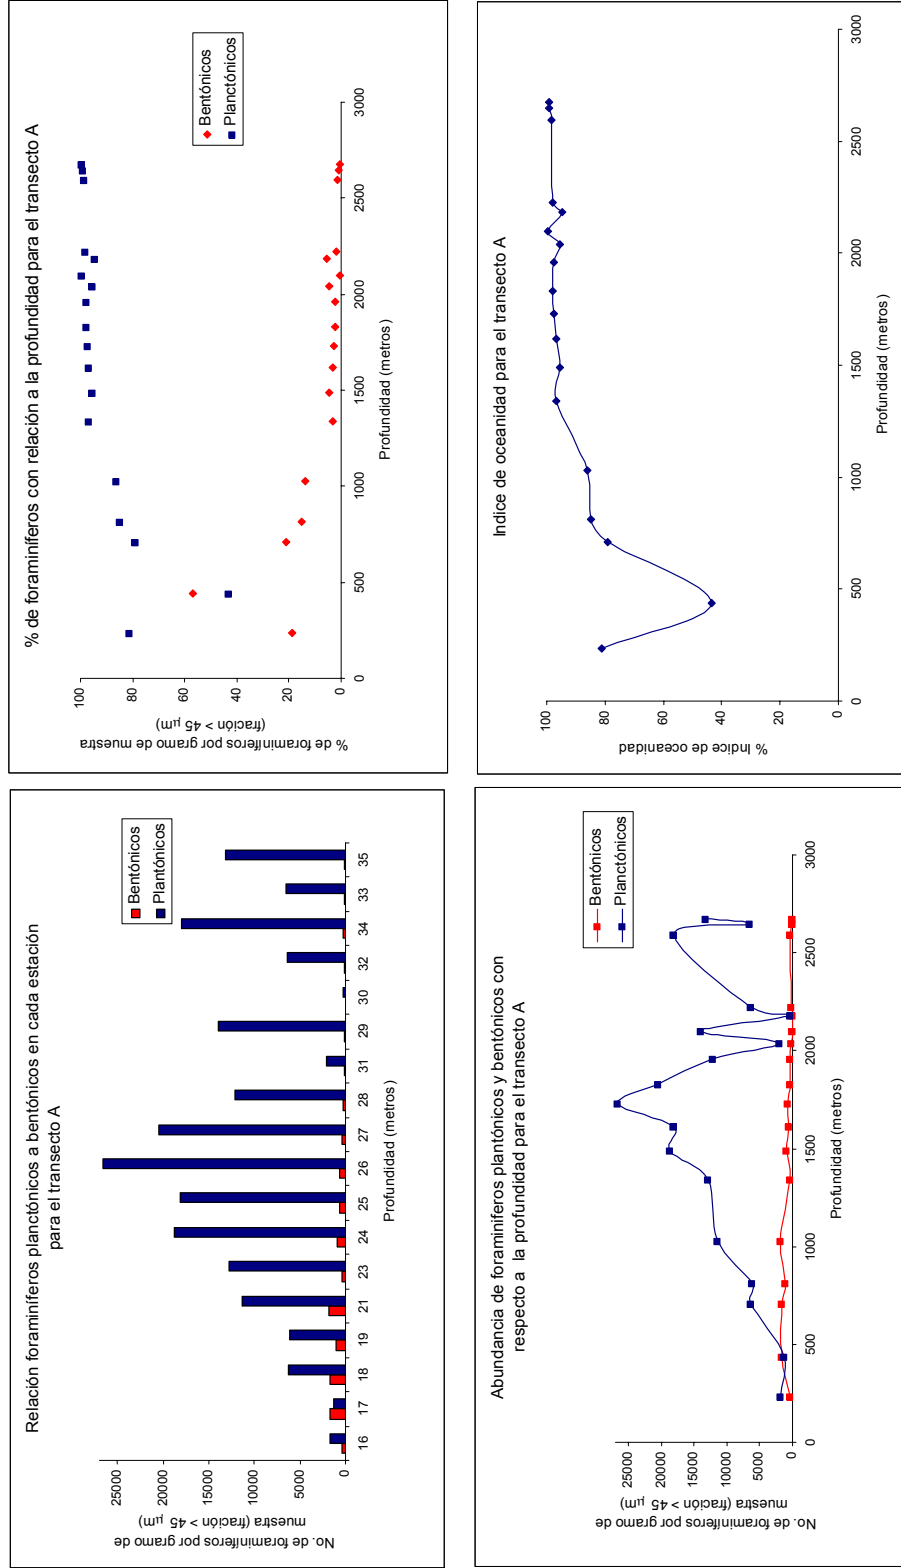 Relación foraminíferos planctónicos a bentónicos en cada estación
para el transecto A
No. de foraminíferos por gramo de
muestra (fración > 45 μm)
25000
20000
15000
10000
5000
0
16 17 18 19 21 23 24 25 26 27 28 31 29 30 32 34 33 35
Profundidad (metros)
Bentónicos
Plantónicos
% de foraminíferos con relación a la profundidad para el transecto A
% de foraminíferos por gramo de muestra
(fración > 45 μm)
100
80
60
40
20
0
0 500 1000 1500 2000 2500 3000
Profundidad (metros)
Bentónicos
Planctónicos
Abundancia de foraminiferos plantónicos y bentónicos con
respecto a la profundidad para el transecto A
No. de foraminíferos por gramo de
muestra (fración > 45 μm)
25000
20000
15000
10000
5000
0
0 500 1000 1500 2000 2500 3000
Profundidad (metros)
Bentónicos
Planctónicos
Indice de oceanidad para el transecto A
% Indice de oceanidad
100
80
60
40
20
0
0 500 1000 1500 2000 2500 3000
Profundidad (metros)